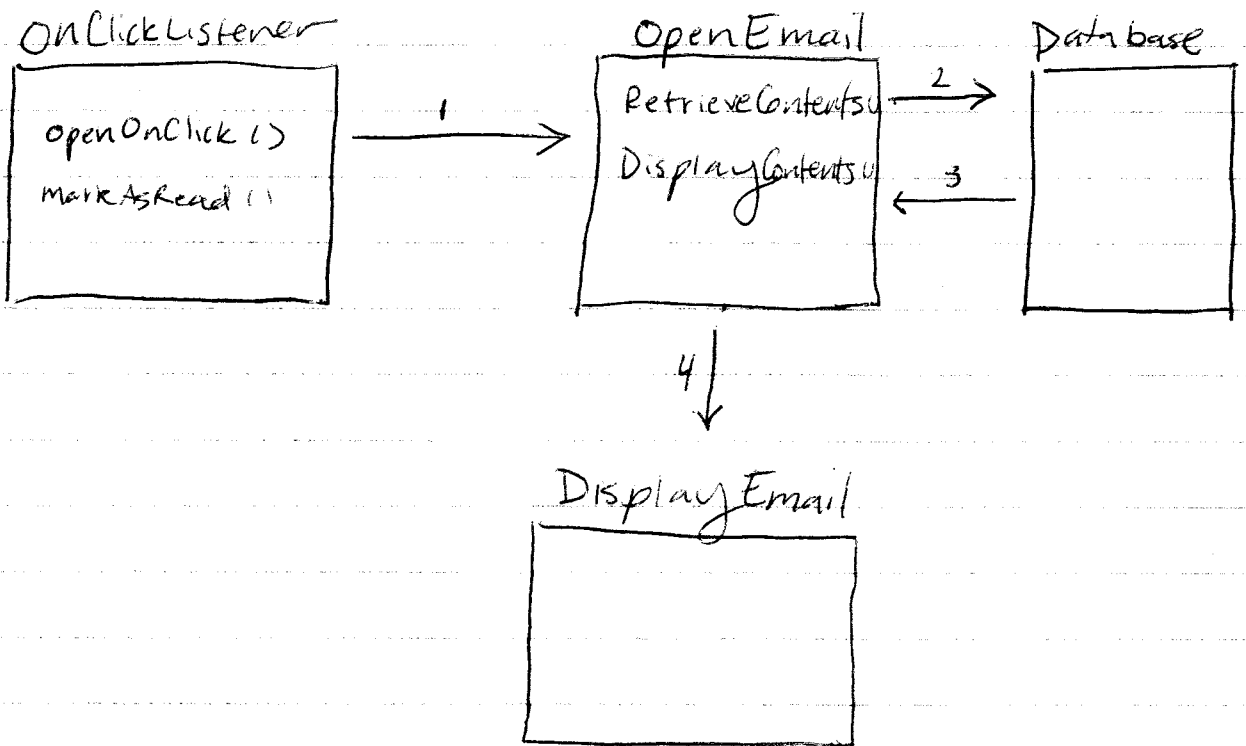 OnClickListener
OpenEmail
Database
openOnClick ()
markAsRead ()
1
RetrieveContents()
DisplayContents()
2
3
4
DisplayEmail